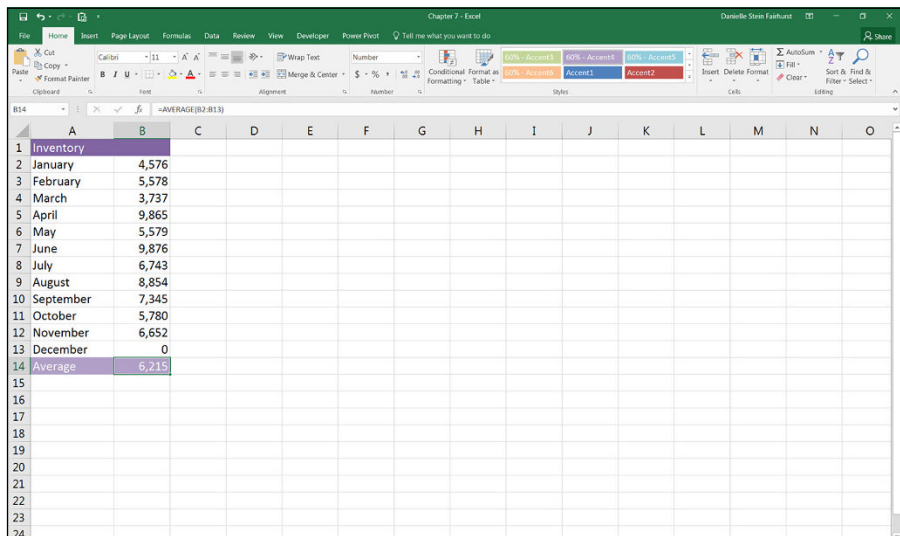 Chapter 7 - Excel Danielle Stein Fairhurst
File Home Insert Page Layout Formulas Data Review View Developer Power Pivot Tell me what you want to do Share
Cut Calibri 11 A A Wrap Text Number 60% - Accent3 60% - Accent4 60% - Accent5 Σ AutoSum A Z
Copy Fill
Paste Format Painter B I U A Merge & Center $ % , Conditional Formatting Format as Table 60% - Accent6 Accent1 Accent2 Insert Delete Format Clear Sort & Filter Find & Select
Clipboard Font Alignment Number Styles Cells Editing
B14 fx =AVERAGE(B2:B13)
A B C D E F G H I J K L M N O
1 Inventory
2 January 4,576
3 February 5,578
4 March 3,737
5 April 9,865
6 May 5,579
7 June 9,876
8 July 6,743
9 August 8,854
10 September 7,345
11 October 5,780
12 November 6,652
13 December 0
14 Average 6,215
15
16
17
18
19
20
21
22
23
24